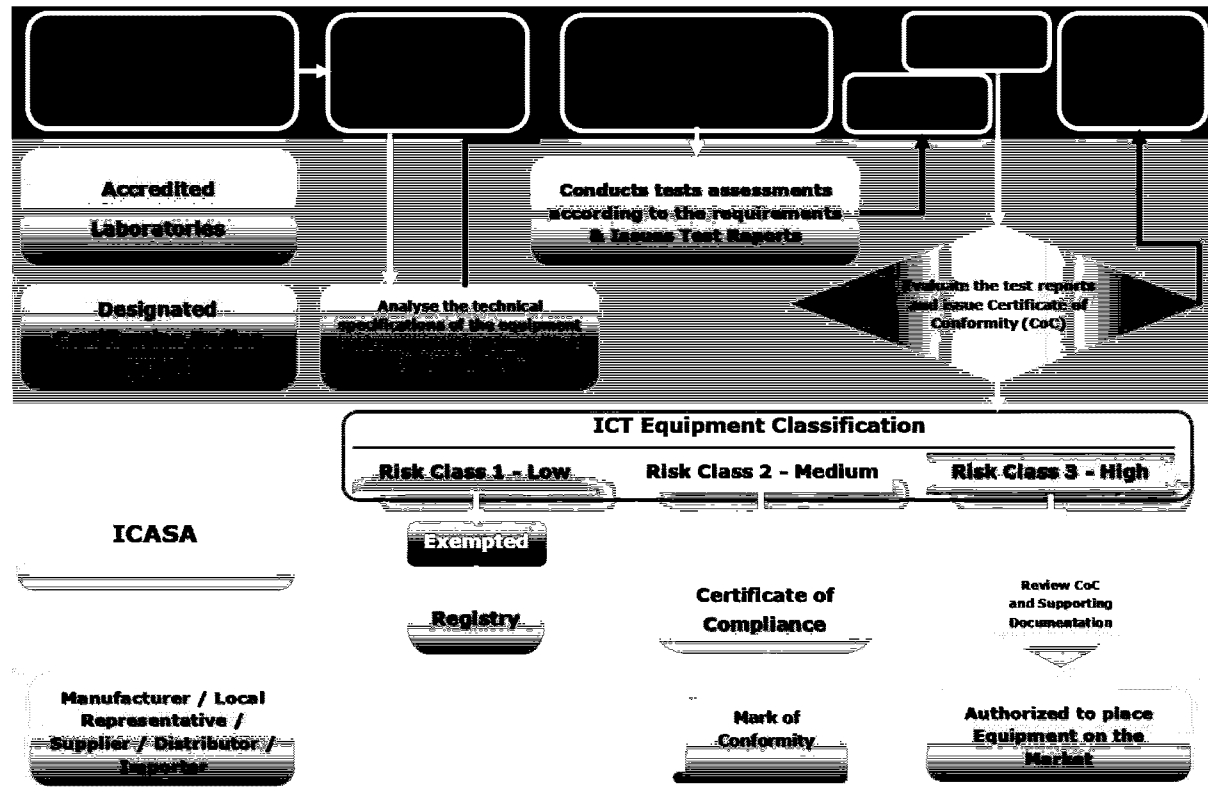 Accredited
Laboratories
Conducts tests assessments
according to the requirements
& Issues Test Reports
Designated
Analyse the technical
specifications of the equipment
Evaluate the test reports
and issue Certificate of
Conformity (CoC)
ICT Equipment Classification
Risk Class 1 - Low
Risk Class 2 - Medium
Risk Class 3 - High
ICASA
Exempted
Registry
Certificate of
Compliance
Review CoC
and Supporting
Documentation
Manufacturer / Local
Representative /
Supplier / Distributor /
Importer
Mark of
Conformity
Authorized to place
Equipment on the
Market